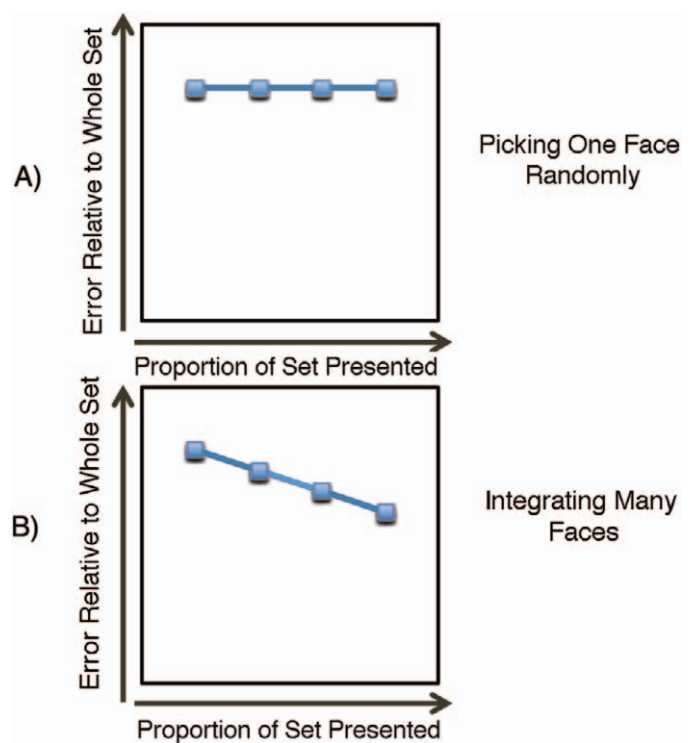 A)
Error Relative to Whole Set
Picking One Face
Randomly
Proportion of Set Presented
B)
Error Relative to Whole Set
Integrating Many
Faces
Proportion of Set Presented